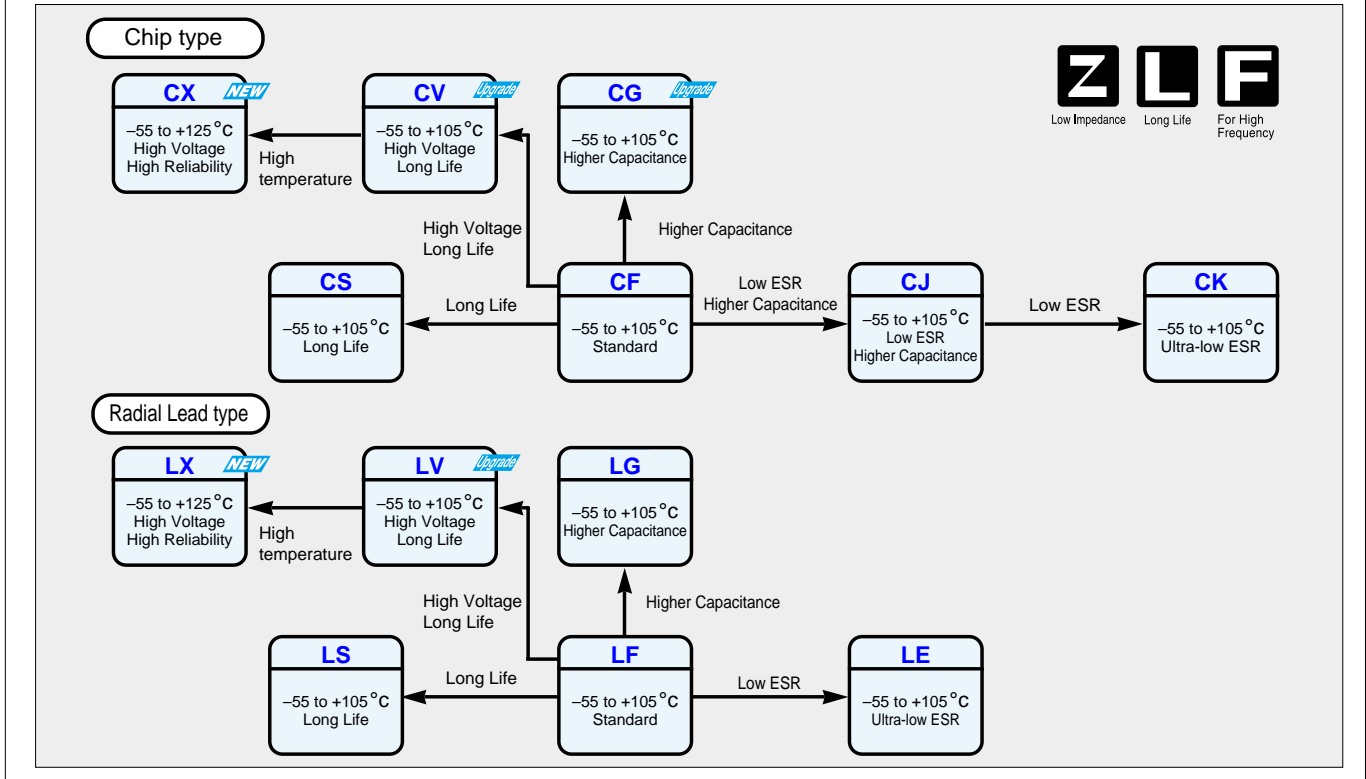 Chip type
Z L F
Low Impedance
Long Life
For High
Frequency
CX NEW
–55 to +125°C
High Voltage
High Reliability
High
temperature
CV Upgrade
–55 to +105°C
High Voltage
Long Life
CG Upgrade
–55 to +105°C
Higher Capacitance
High Voltage
Long Life
Higher Capacitance
CS
–55 to +105°C
Long Life
Long Life
CF
–55 to +105°C
Standard
Low ESR
Higher Capacitance
CJ
–55 to +105°C
Low ESR
Higher Capacitance
Low ESR
CK
–55 to +105°C
Ultra-low ESR
Radial Lead type
LX NEW
–55 to +125°C
High Voltage
High Reliability
High
temperature
LV Upgrade
–55 to +105°C
High Voltage
Long Life
LG
–55 to +105°C
Higher Capacitance
High Voltage
Long Life
Higher Capacitance
LS
–55 to +105°C
Long Life
Long Life
LF
–55 to +105°C
Standard
Low ESR
LE
–55 to +105°C
Ultra-low ESR